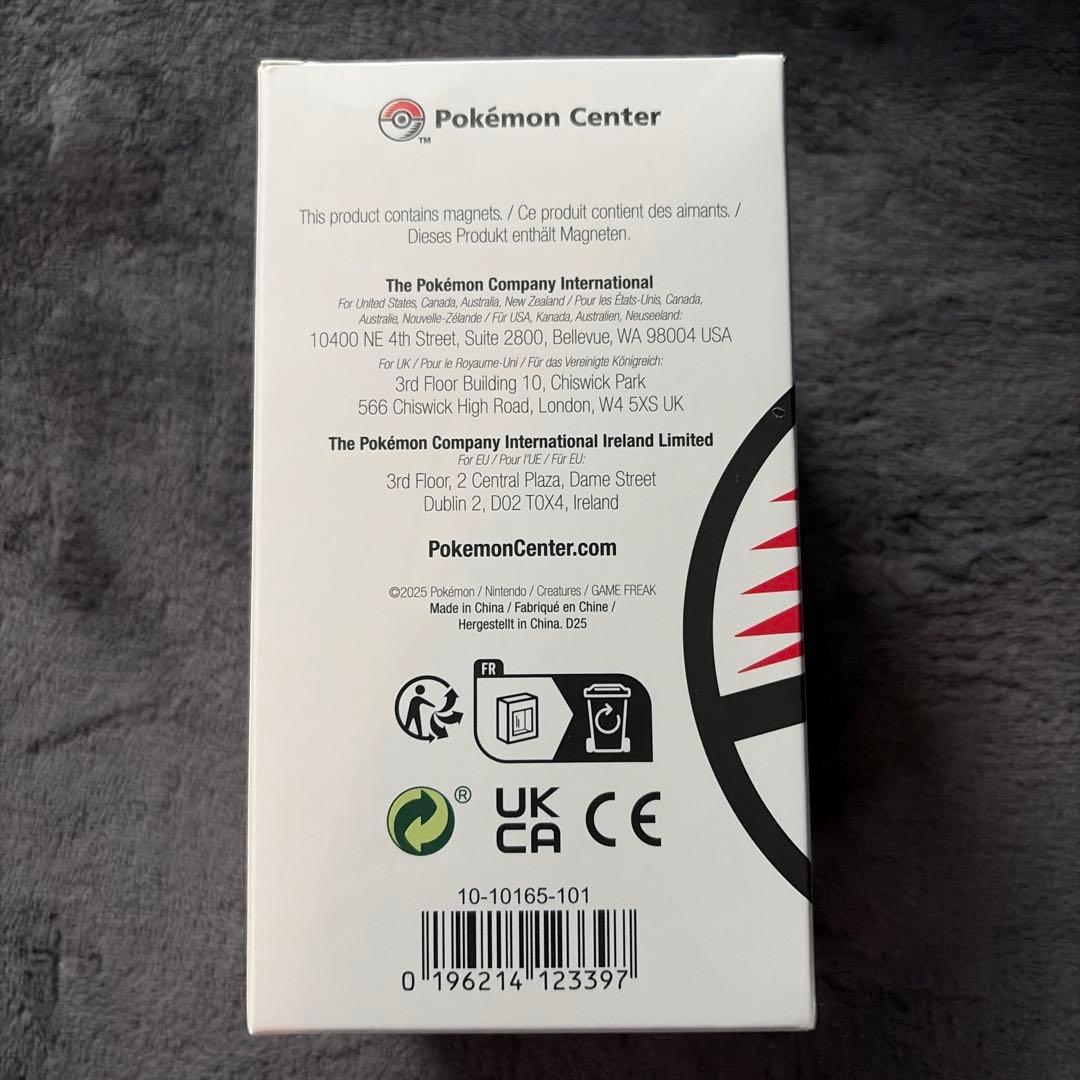 Pokémon Center
TM
This product contains magnets. / Ce produit contient des aimants. /
Dieses Produkt enthält Magneten.
The Pokémon Company International
For United States, Canada, Australia, New Zealand / Pour les États-Unis, Canada,
Australie, Nouvelle-Zélande / Für USA, Kanada, Australien, Neuseeland:
10400 NE 4th Street, Suite 2800, Bellevue, WA 98004 USA
For UK / Pour le Royaume-Uni / Für das Vereinigte Königreich:
3rd Floor Building 10, Chiswick Park
566 Chiswick High Road, London, W4 5XS UK
The Pokémon Company International Ireland Limited
For EU / Pour l'UE / Für EU:
3rd Floor, 2 Central Plaza, Dame Street
Dublin 2, D02 T0X4, Ireland
PokemonCenter.com
©2025 Pokémon / Nintendo / Creatures / GAME FREAK
Made in China / Fabriqué en Chine /
Hergestellt in China. D25
FR
®
UK
CA
CE
10-10165-101
0 196214 123397